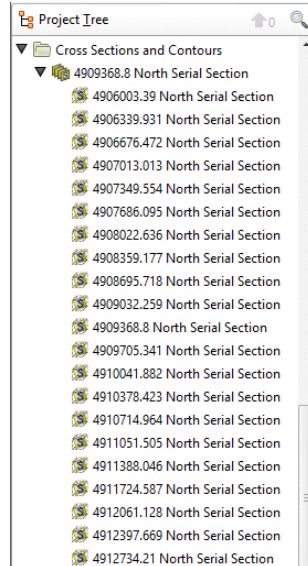 Project Tree
0
Cross Sections and Contours
4909368.8 North Serial Section
4906003.39 North Serial Section
4906339.931 North Serial Section
4906676.472 North Serial Section
4907013.013 North Serial Section
4907349.554 North Serial Section
4907686.095 North Serial Section
4908022.636 North Serial Section
4908359.177 North Serial Section
4908695.718 North Serial Section
4909032.259 North Serial Section
4909368.8 North Serial Section
4909705.341 North Serial Section
4910041.882 North Serial Section
4910378.423 North Serial Section
4910714.964 North Serial Section
4911051.505 North Serial Section
4911388.046 North Serial Section
4911724.587 North Serial Section
4912061.128 North Serial Section
4912397.669 North Serial Section
4912734.21 North Serial Section